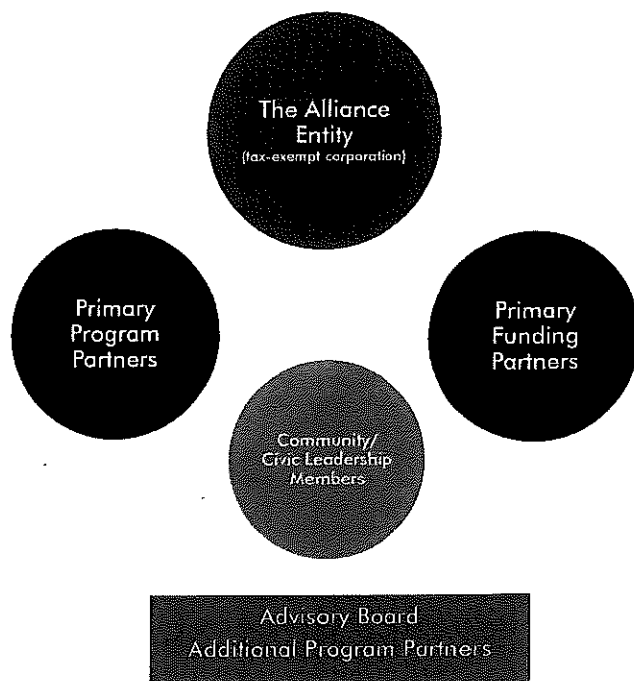 The Alliance
Entity
(tax-exempt corporation)
Primary
Program
Partners
Primary
Funding
Partners
Community/
Civic Leadership
Members
Advisory Board
Additional Program Partners